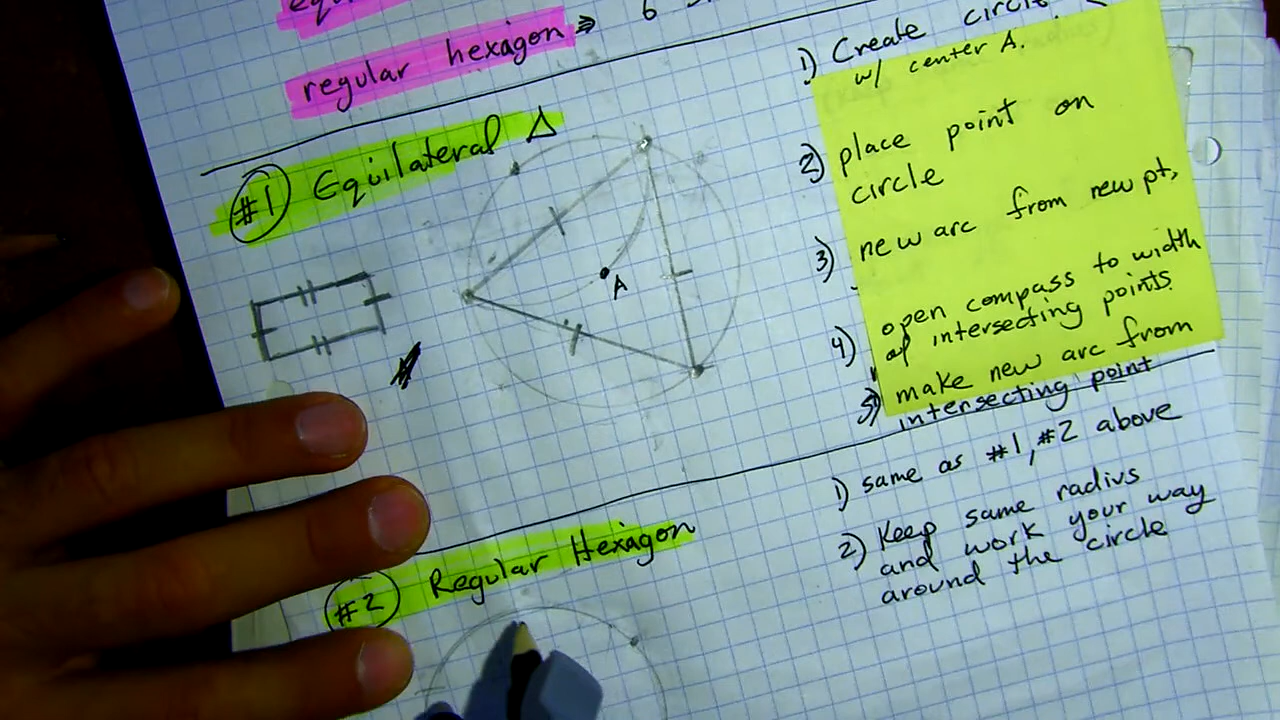 regular hexagon → 6
#1 Equilateral Δ
A
1) Create circle
w/ center A.
2) place point on
circle
3) new arc from new pt,
4) open compass to width
of intersecting points
5) make new arc from
intersecting point
#2 Regular Hexagon
1) same as #1, #2 above
2) Keep same radius
and work your way
around the circle